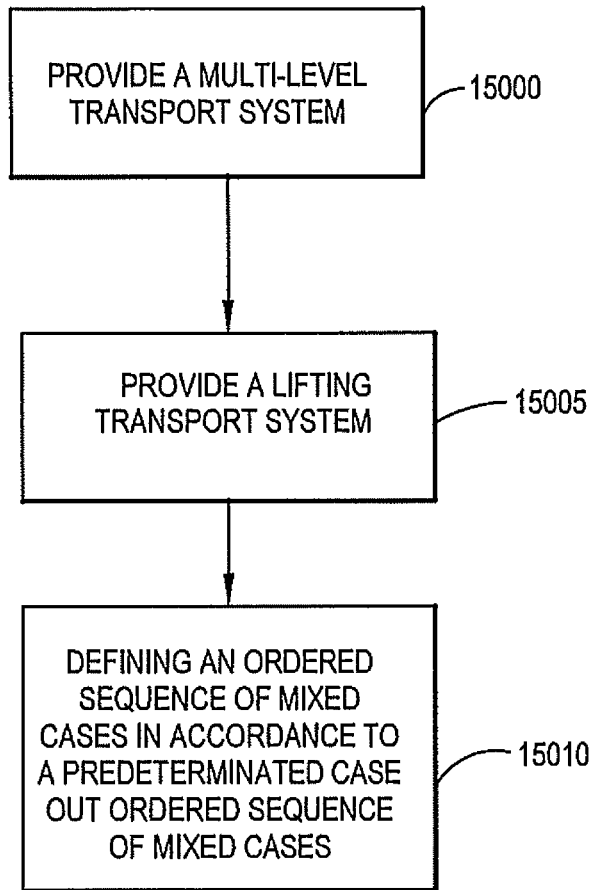 PROVIDE A MULTI-LEVEL
TRANSPORT SYSTEM
15000
PROVIDE A LIFTING
TRANSPORT SYSTEM
15005
DEFINING AN ORDERED
SEQUENCE OF MIXED
CASES IN ACCORDANCE TO
A PREDETERMINATED CASE
OUT ORDERED SEQUENCE
OF MIXED CASES
15010